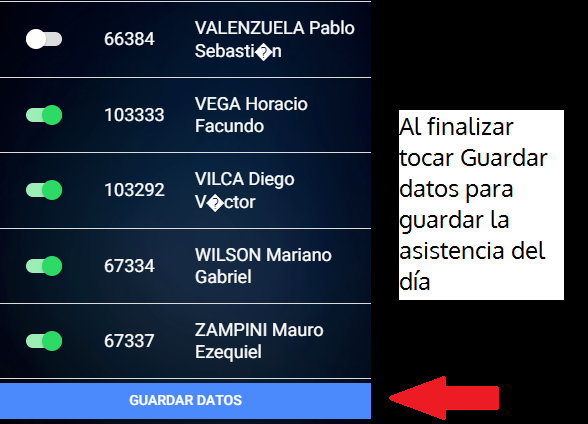 66384 VALENZUELA Pablo
Sebasti�n
103333 VEGA Horacio
Facundo
103292 VILCA Diego
V�ctor
67334 WILSON Mariano
Gabriel
67337 ZAMPINI Mauro
Ezequiel
GUARDAR DATOS
Al finalizar
tocar Guardar
datos para
guardar la
asistencia del
día